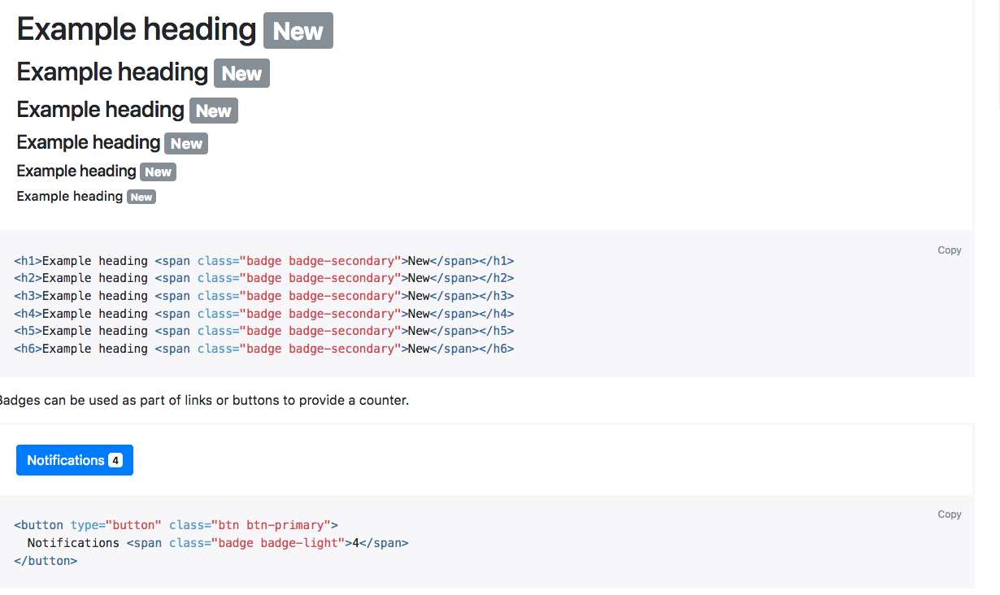 Example heading New
Example heading New
Example heading New
Example heading New
Example heading New
Example heading New
Copy
<h1>Example heading <span class="badge badge-secondary">New</span></h1>
<h2>Example heading <span class="badge badge-secondary">New</span></h2>
<h3>Example heading <span class="badge badge-secondary">New</span></h3>
<h4>Example heading <span class="badge badge-secondary">New</span></h4>
<h5>Example heading <span class="badge badge-secondary">New</span></h5>
<h6>Example heading <span class="badge badge-secondary">New</span></h6>
Badges can be used as part of links or buttons to provide a counter.
Notifications 4
Copy
<button type="button" class="btn btn-primary">
  Notifications <span class="badge badge-light">4</span>
</button>